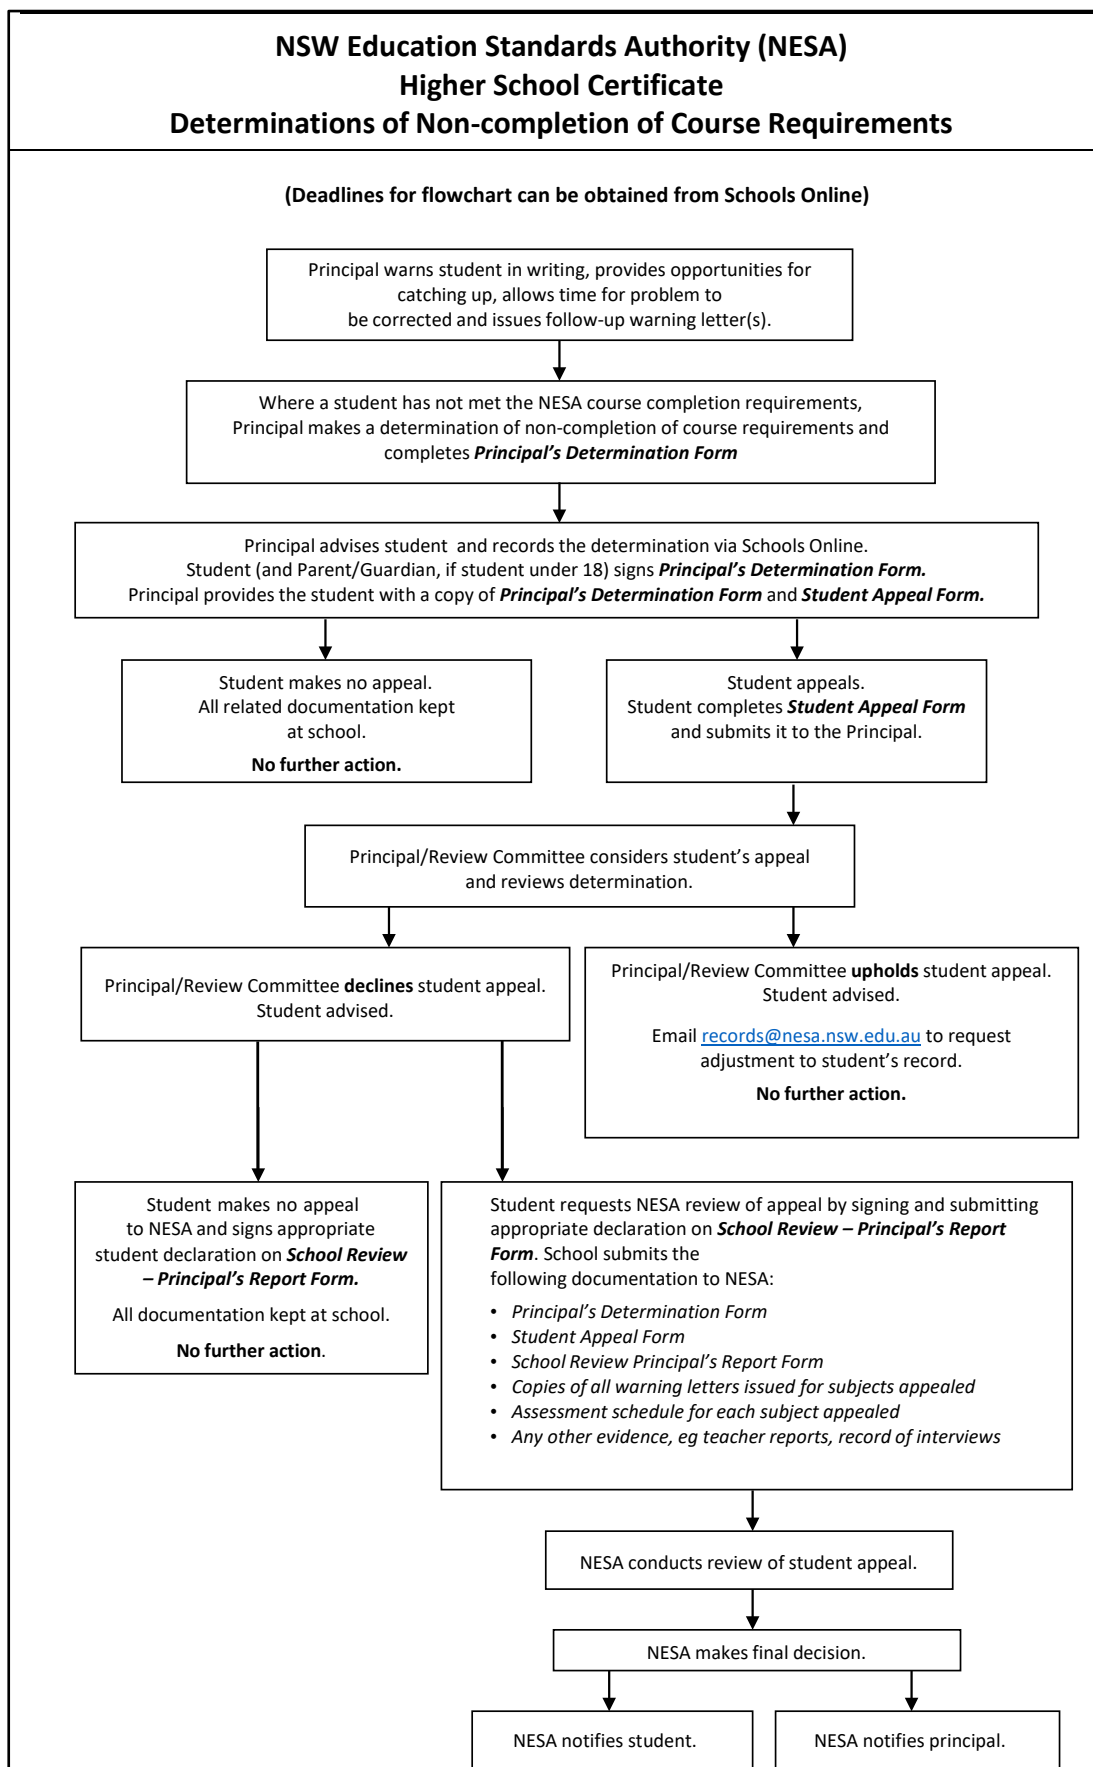 NSW Education Standards Authority (NESA)
Higher School Certificate
Determinations of Non-completion of Course Requirements
(Deadlines for flowchart can be obtained from Schools Online)
Principal warns student in writing, provides opportunities for
catching up, allows time for problem to
be corrected and issues follow-up warning letter(s).
Where a student has not met the NESA course completion requirements,
Principal makes a determination of non-completion of course requirements and
completes Principal’s Determination Form
Principal advises student and records the determination via Schools Online.
Student (and Parent/Guardian, if student under 18) signs Principal’s Determination Form.
Principal provides the student with a copy of Principal’s Determination Form and Student Appeal Form.
Student makes no appeal.
All related documentation kept
at school.
No further action.
Student appeals.
Student completes Student Appeal Form
and submits it to the Principal.
Principal/Review Committee considers student’s appeal
and reviews determination.
Principal/Review Committee declines student appeal.
Student advised.
Principal/Review Committee upholds student appeal.
Student advised.
Email records@nesa.nsw.edu.au to request
adjustment to student’s record.
No further action.
Student makes no appeal
to NESA and signs appropriate
student declaration on School Review
– Principal’s Report Form.
All documentation kept at school.
No further action.
Student requests NESA review of appeal by signing and submitting
appropriate declaration on School Review – Principal’s Report
Form. School submits the
following documentation to NESA:
• Principal’s Determination Form
• Student Appeal Form
• School Review Principal’s Report Form
• Copies of all warning letters issued for subjects appealed
• Assessment schedule for each subject appealed
• Any other evidence, eg teacher reports, record of interviews
NESA conducts review of student appeal.
NESA makes final decision.
NESA notifies student.
NESA notifies principal.